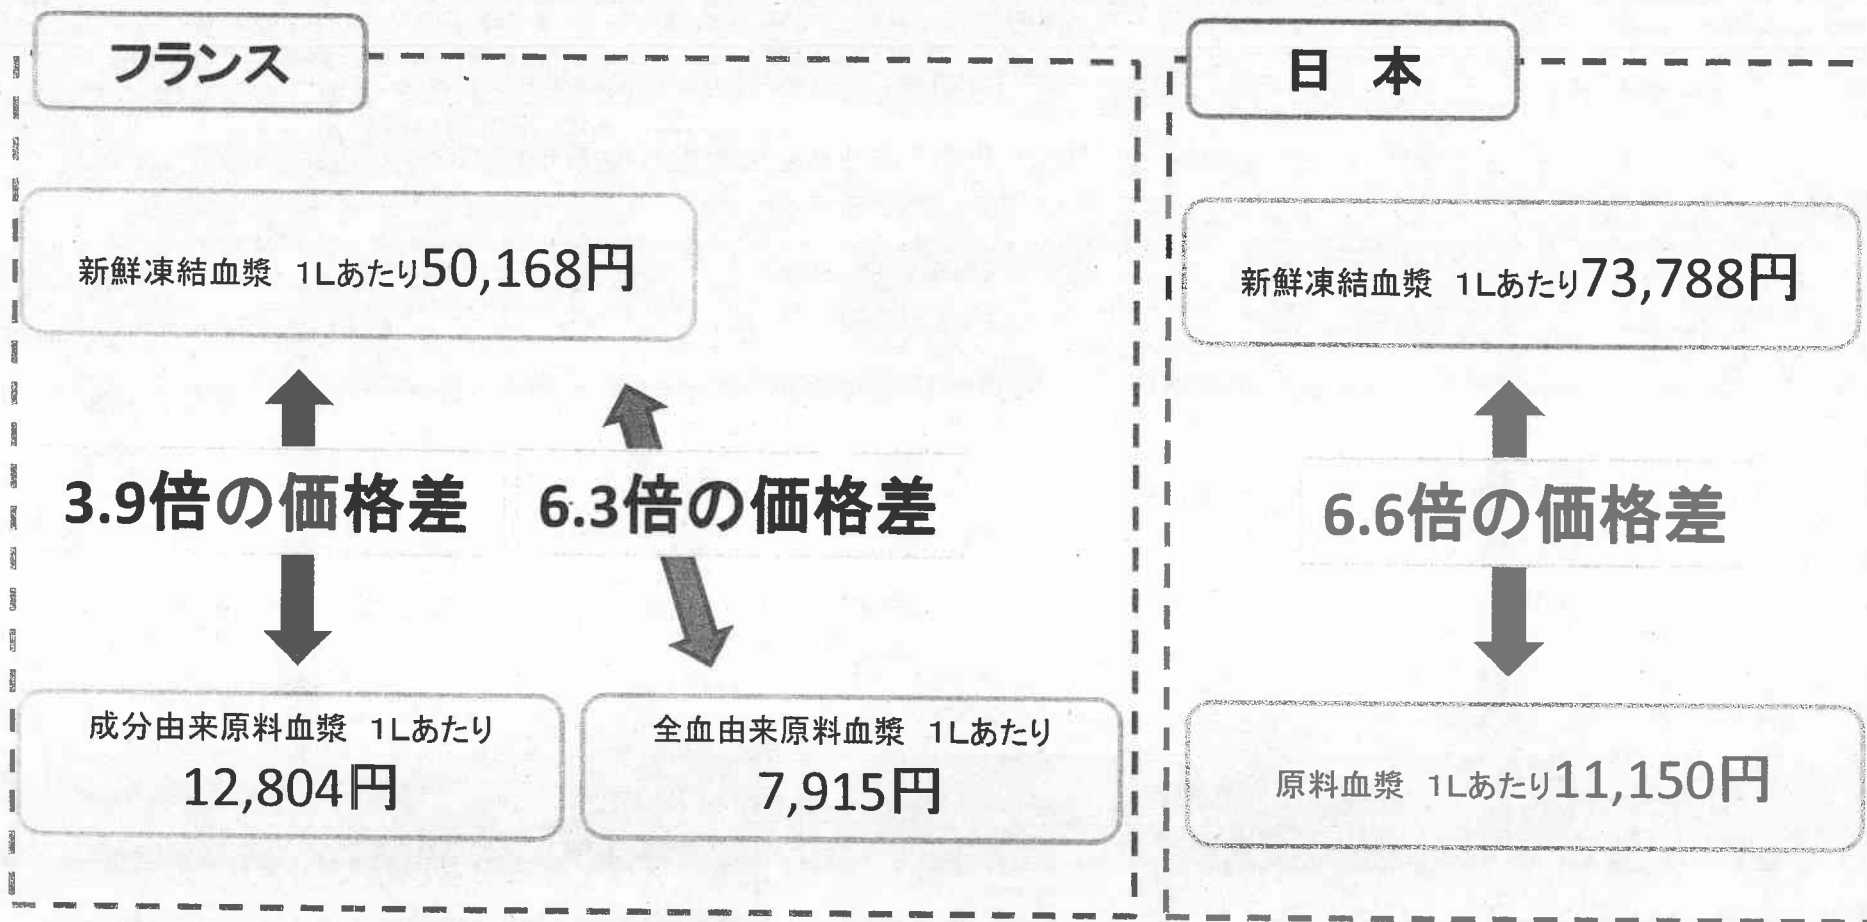 フランス
新鮮凍結血漿 1Lあたり50,168円
3.9倍の価格差
6.3倍の価格差
成分由来原料血漿 1Lあたり
12,804円
全血由来原料血漿 1Lあたり
7,915円
日 本
新鮮凍結血漿 1Lあたり73,788円
6.6倍の価格差
原料血漿 1Lあたり11,150円